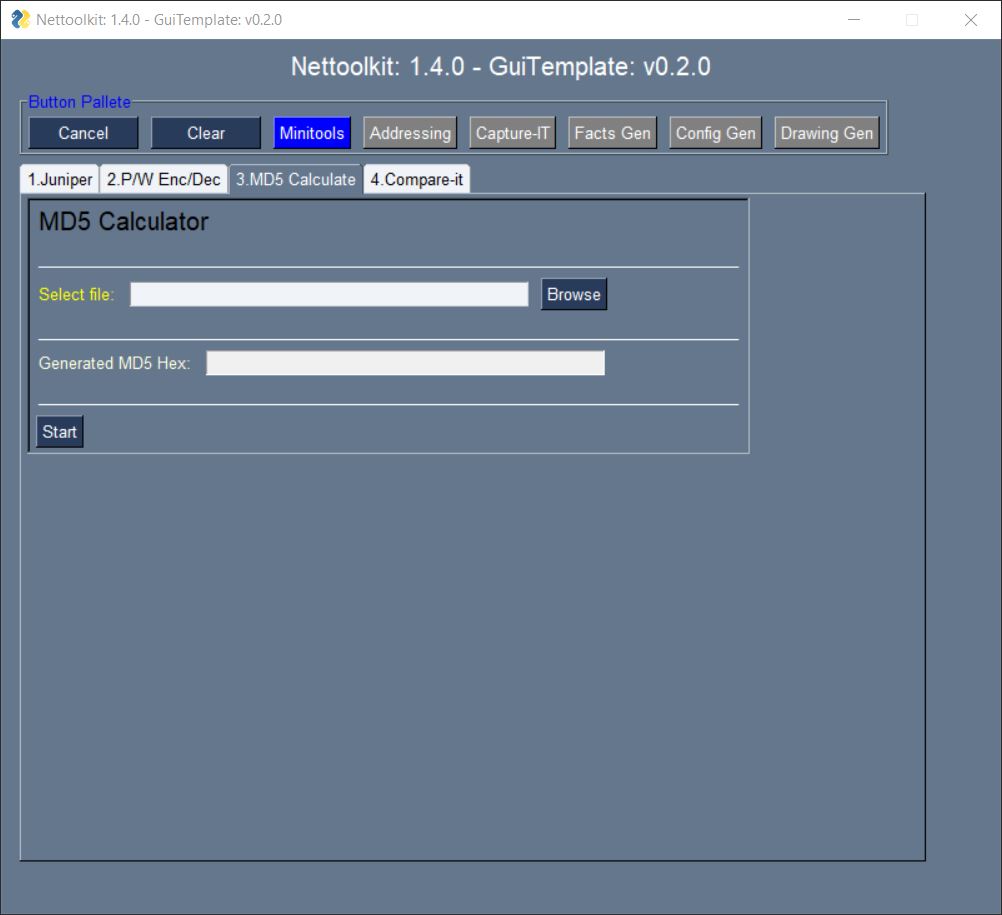 Nettoolkit: 1.4.0 - GuiTemplate: v0.2.0
Nettoolkit: 1.4.0 - GuiTemplate: v0.2.0
Button Pallete
Cancel Clear Minitools Addressing Capture-IT Facts Gen Config Gen Drawing Gen
1.Juniper 2.P/W Enc/Dec 3.MD5 Calculate 4.Compare-it
MD5 Calculator
Select file: Browse
Generated MD5 Hex:
Start